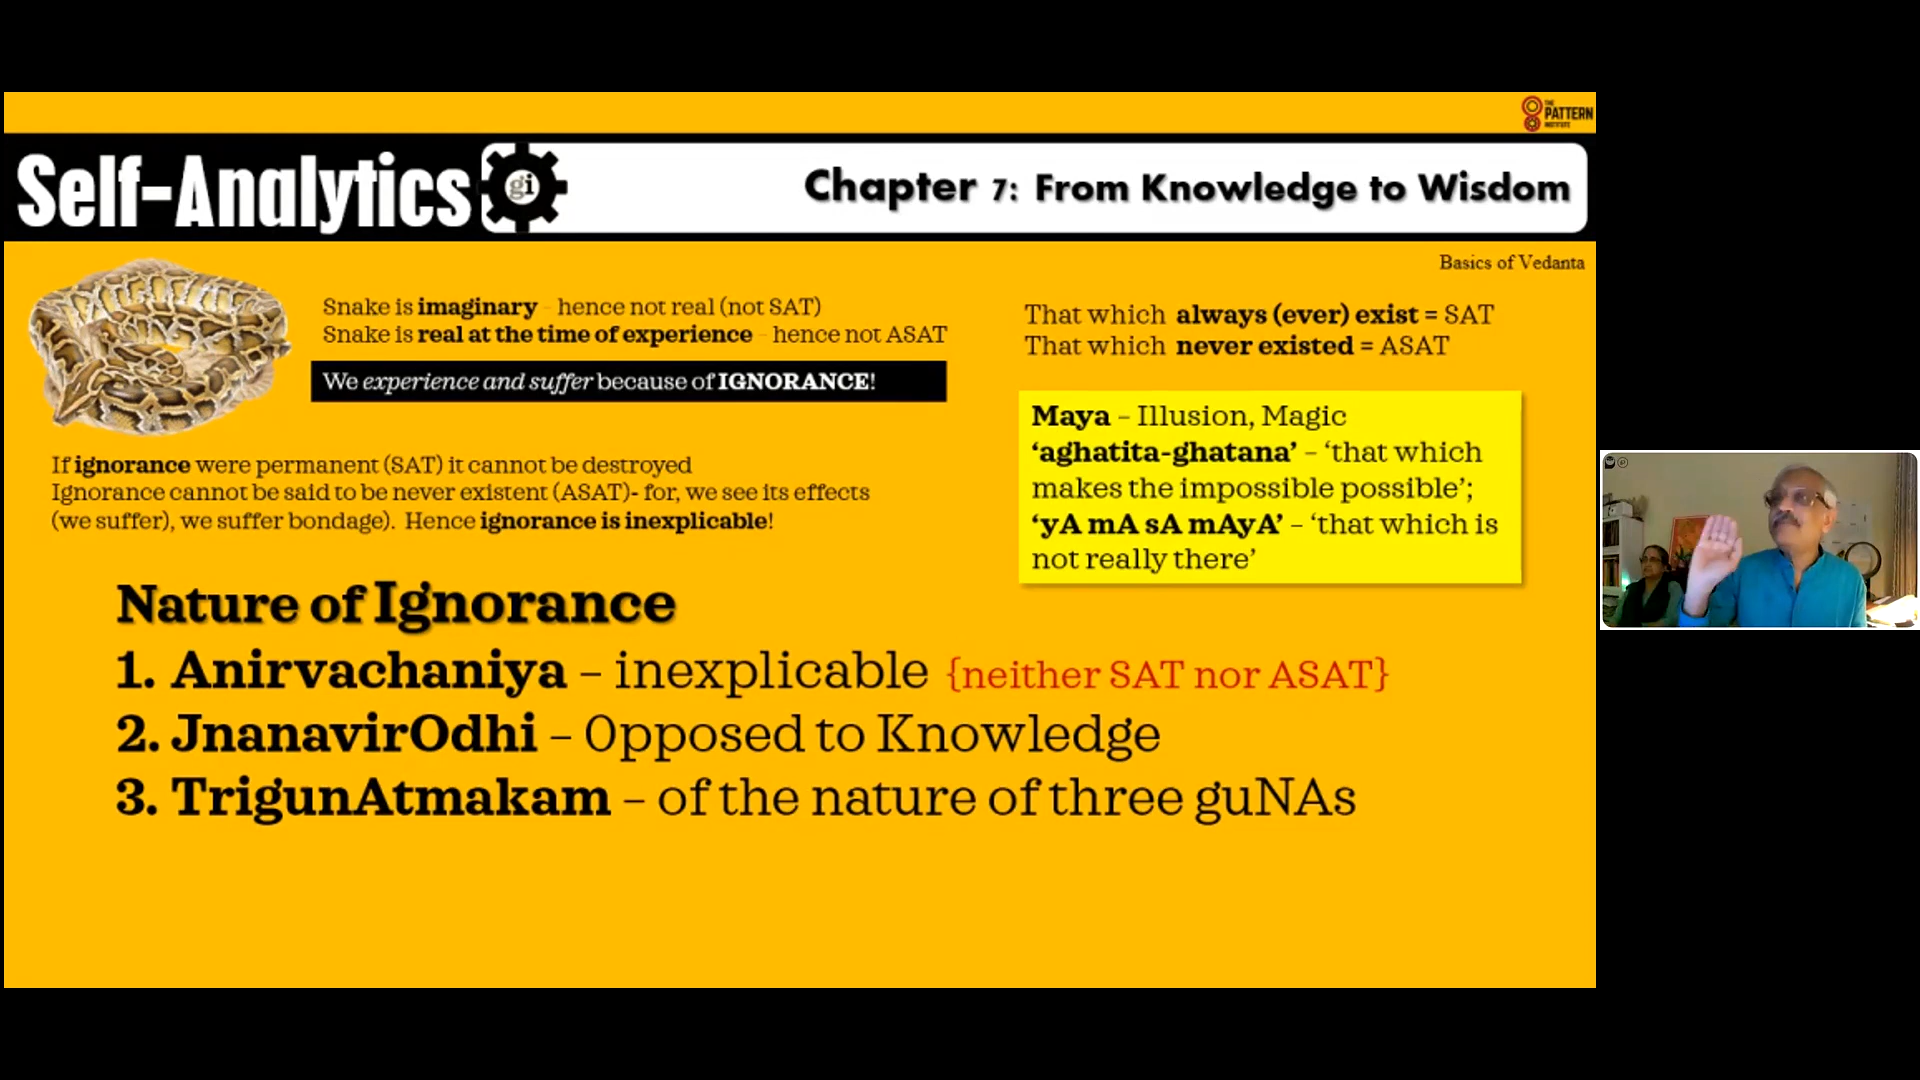 THE
PATTERN
INSTITUTE
Self-Analytics
gi
Chapter 7: From Knowledge to Wisdom
Basics of Vedanta
Snake is imaginary - hence not real (not SAT)
Snake is real at the time of experience - hence not ASAT
We experience and suffer because of IGNORANCE!
That which always (ever) exist = SAT
That which never existed = ASAT
Maya – Illusion, Magic
‘aghatita-ghatana’ – ‘that which
makes the impossible possible’;
‘yA mA sA mAyA’ – ‘that which is
not really there’
If ignorance were permanent (SAT) it cannot be destroyed
Ignorance cannot be said to be never existent (ASAT)- for, we see its effects
(we suffer), we suffer bondage). Hence ignorance is inexplicable!
Nature of Ignorance
1. Anirvachaniya – inexplicable {neither SAT nor ASAT}
2. JnanavirOdhi – Opposed to Knowledge
3. TrigunAtmakam – of the nature of three guNAs